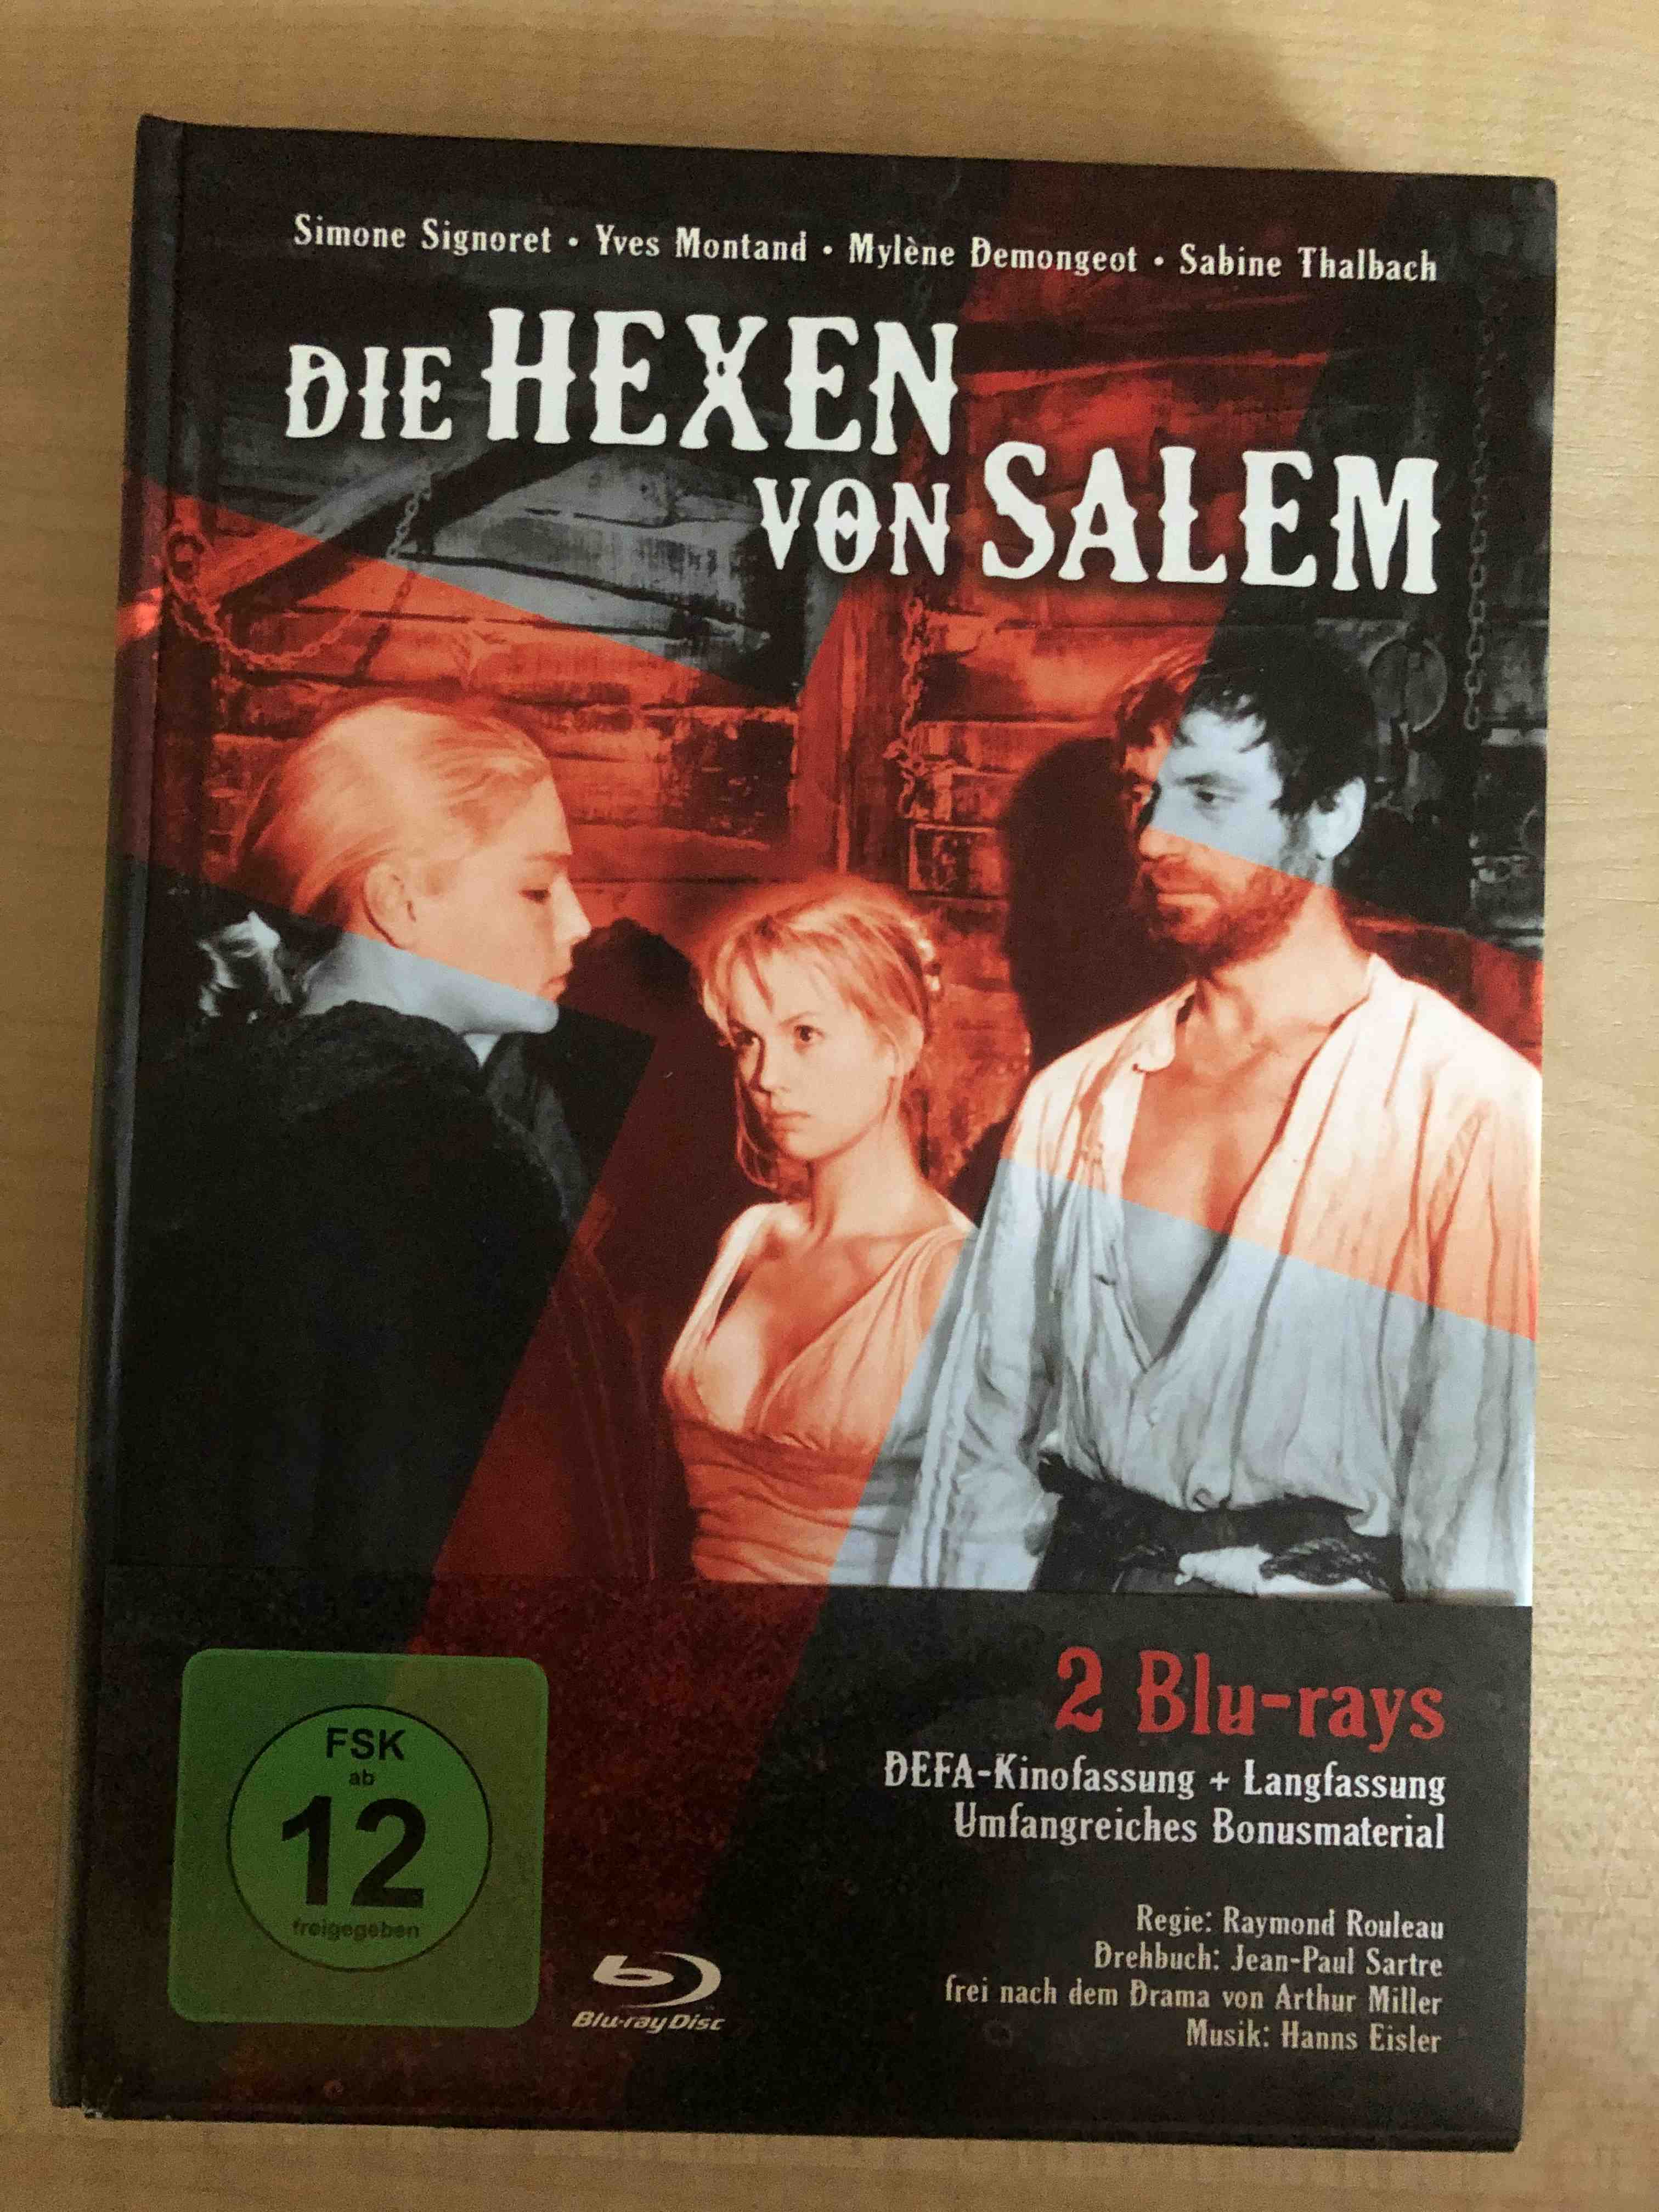 Simone Signoret • Yves Montand • Mylène Demongeot • Sabine Thalbach
DIE HEXEN
VON SALEM
2 Blu-rays
DEFA-Kinofassung + Langfassung
Umfangreiches Bonusmaterial
FSK
ab
12
freigegeben
Blu-ray Disc
Regie: Raymond Rouleau
Drehbuch: Jean-Paul Sartre
frei nach dem Drama von Arthur Miller
Musik: Hanns Eisler